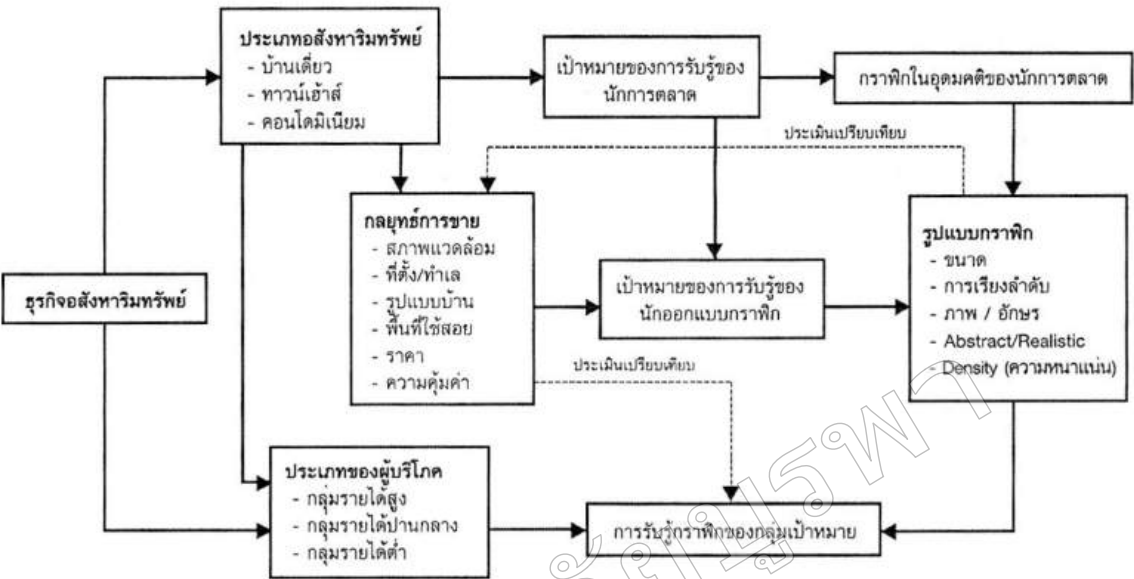 ประเภทอสังหาริมทรัพย์
- บ้านเดี่ยว
- ทาวน์เฮ้าส์
- คอนโดมิเนียม
เป้าหมายของการรับรู้ของ
นักการตลาด
กราฟิกในอุดมคติของนักการตลาด
ประเมินเปรียบเทียบ
กลยุทธ์การขาย
- สภาพแวดล้อม
- ที่ตั้ง/ทำเล
- รูปแบบบ้าน
- พื้นที่ใช้สอย
- ราคา
- ความคุ้มค่า
รูปแบบกราฟิก
- ขนาด
- การเรียงลำดับ
- ภาพ / อักษร
- Abstract/Realistic
- Density (ความหนาแน่น)
ธุรกิจอสังหาริมทรัพย์
เป้าหมายของการรับรู้ของ
นักออกแบบกราฟิก
ประเมินเปรียบเทียบ
ประเภทของผู้บริโภค
- กลุ่มรายได้สูง
- กลุ่มรายได้ปานกลาง
- กลุ่มรายได้ต่ำ
การรับรู้กราฟิกของกลุ่มเป้าหมาย